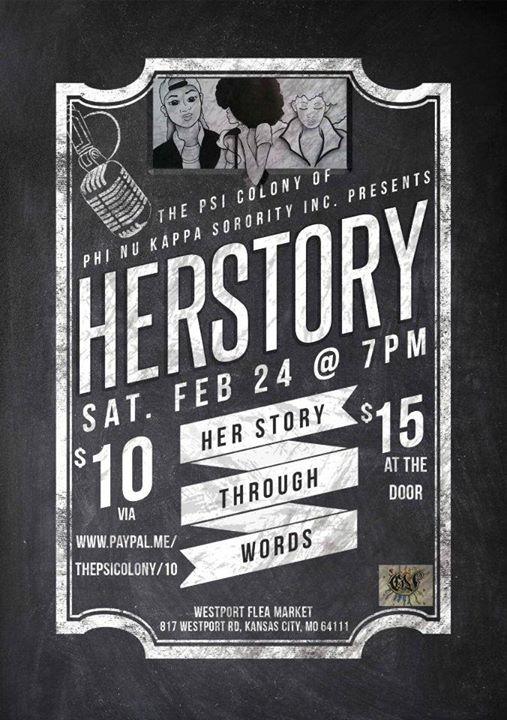 THE PSI COLONY OF
PHI NU KAPPA SORORITY INC. PRESENTS
HERSTORY
SAT. FEB 24 @ 7PM
$10
VIA
WWW.PAYPAL.ME/
THEPSICOLONY/10
HER STORY
THROUGH
WORDS
$15
AT THE
DOOR
WESTPORT FLEA MARKET
817 WESTPORT RD, KANSAS CITY, MO 64111